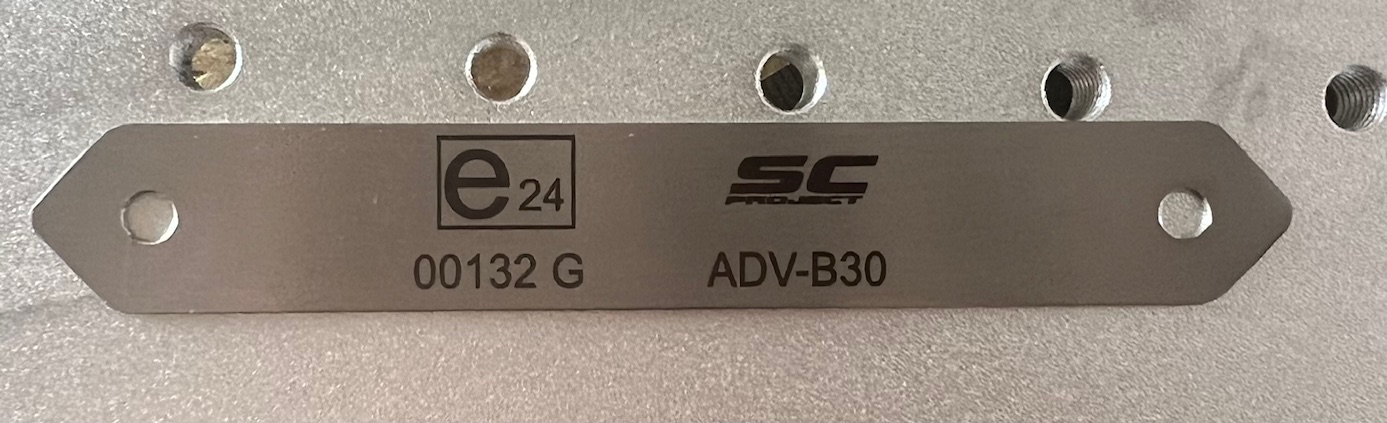 e24
00132 G
SC
PROJECT
ADV-B30